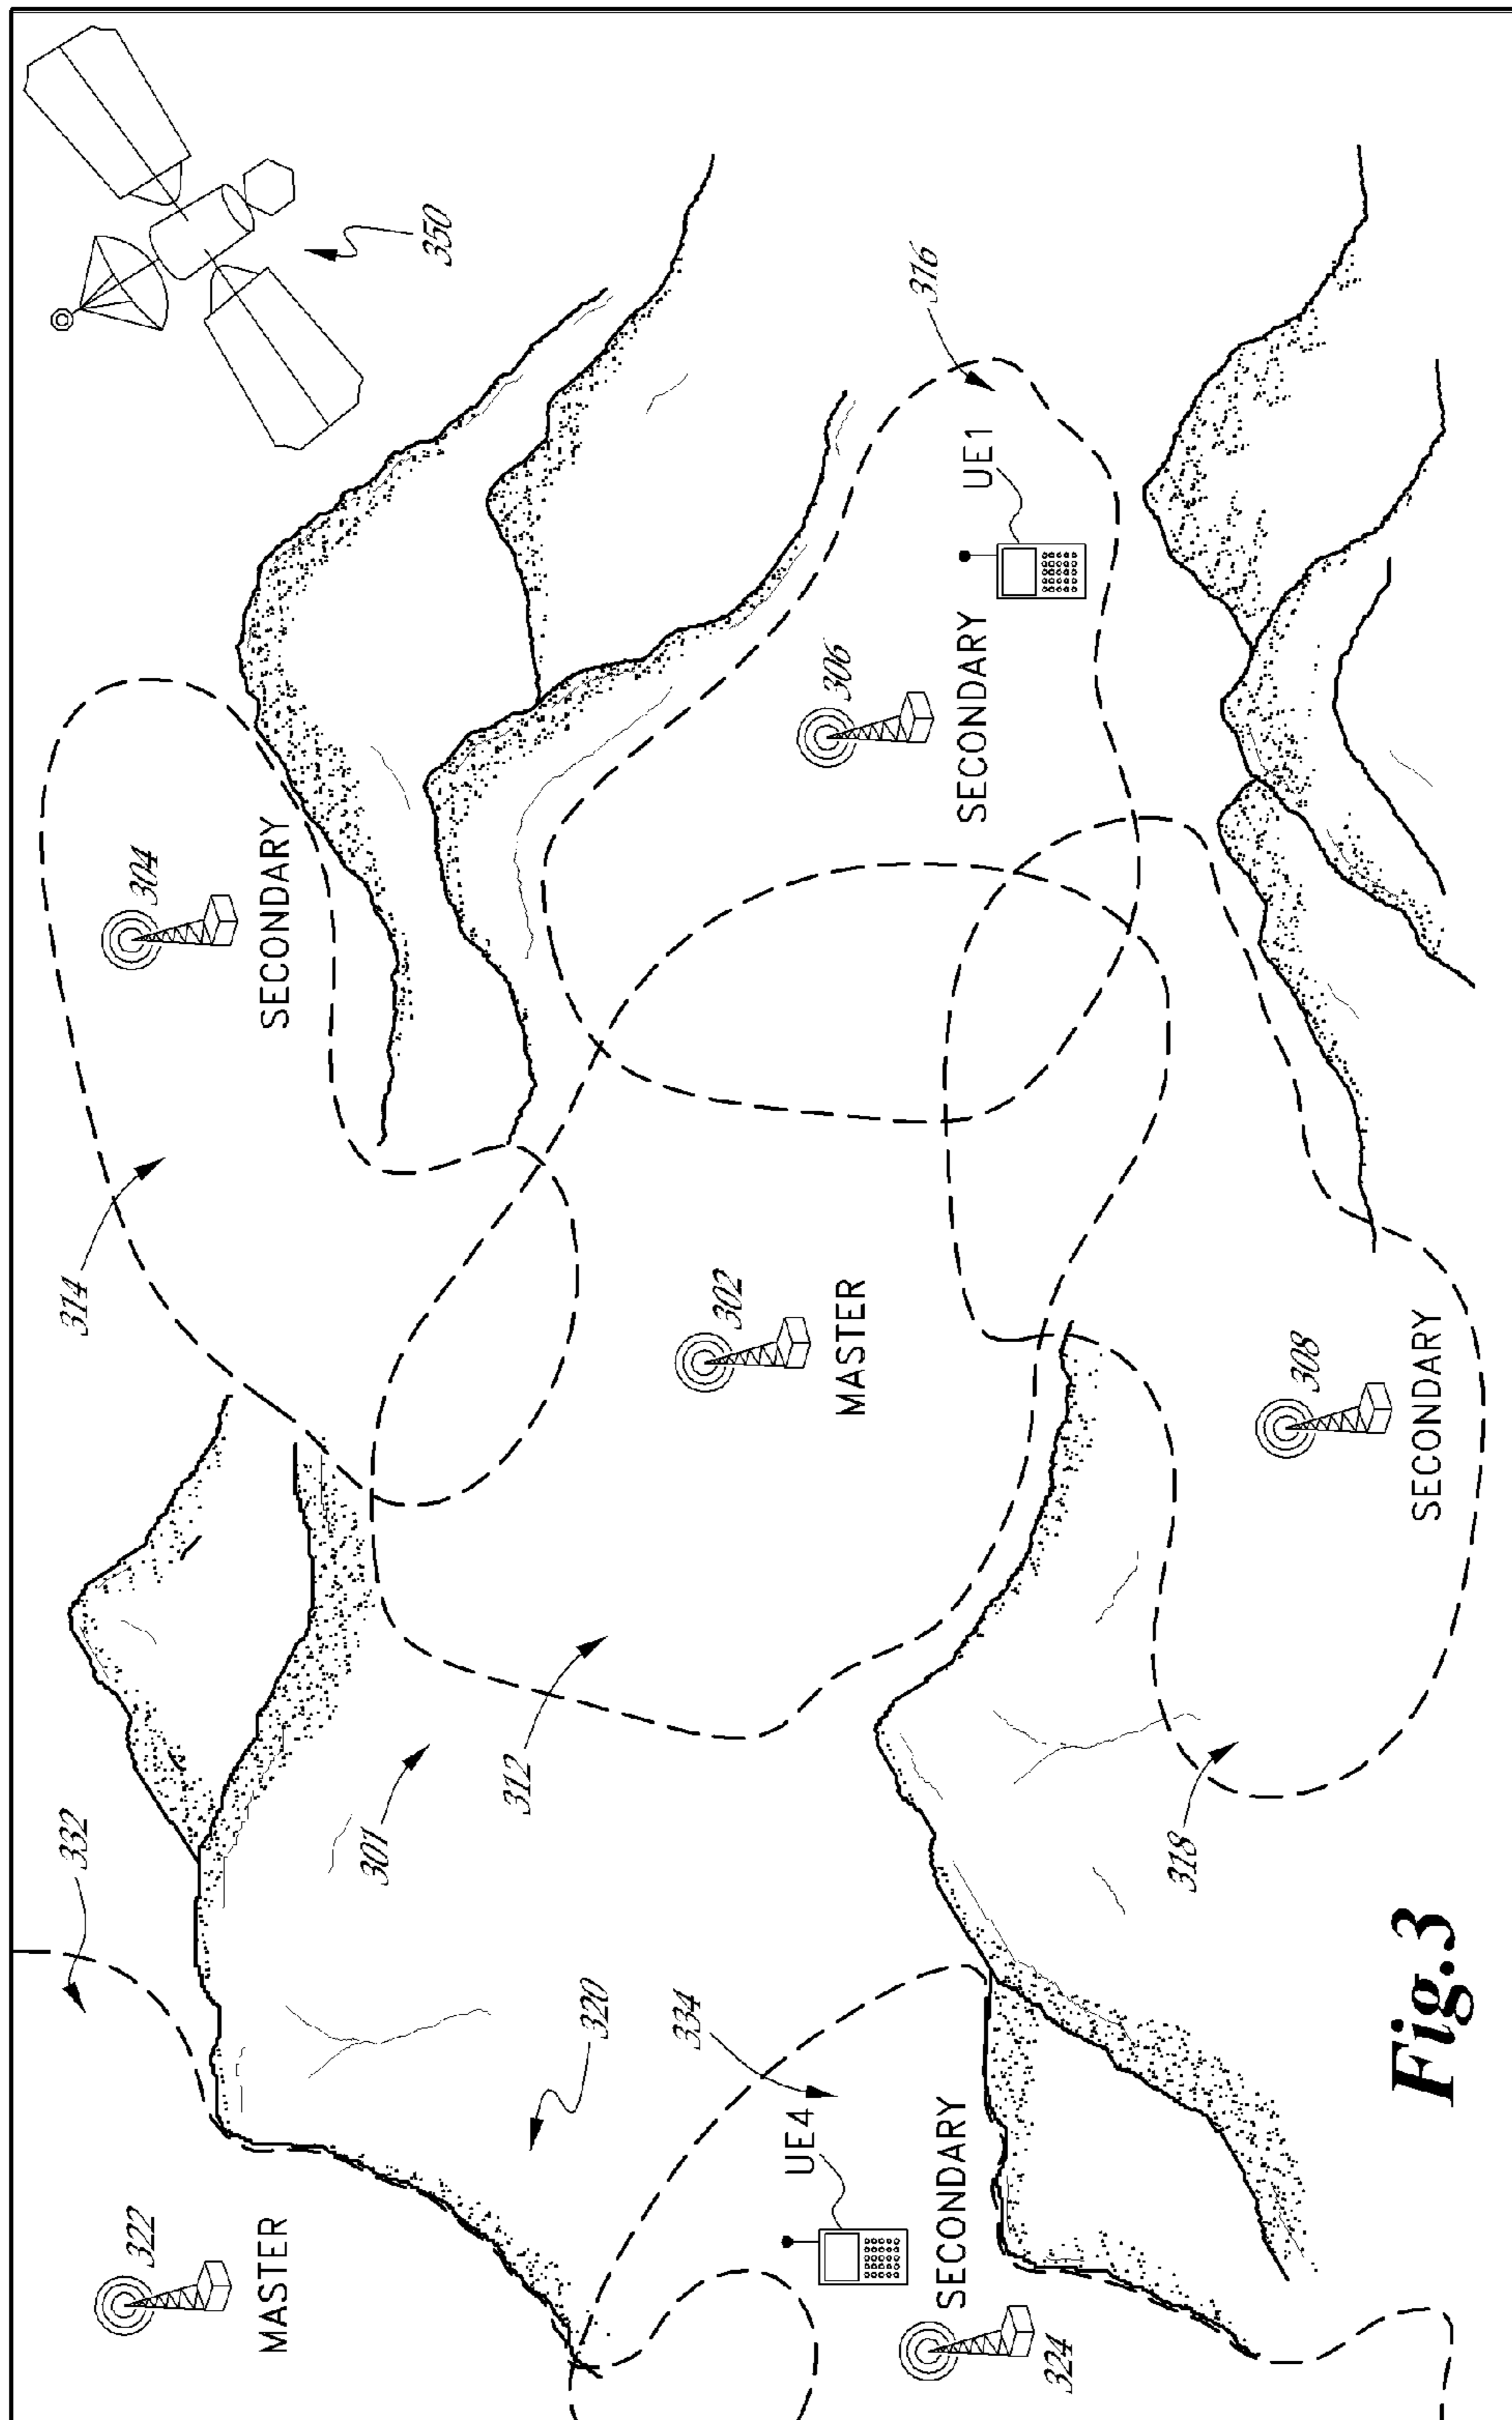 322
MASTER
332
314
304
SECONDARY
350
301
312
302
MASTER
306
SECONDARY
316
UE1
320
334
UE4
SECONDARY
324
318
308
SECONDARY
Fig.3